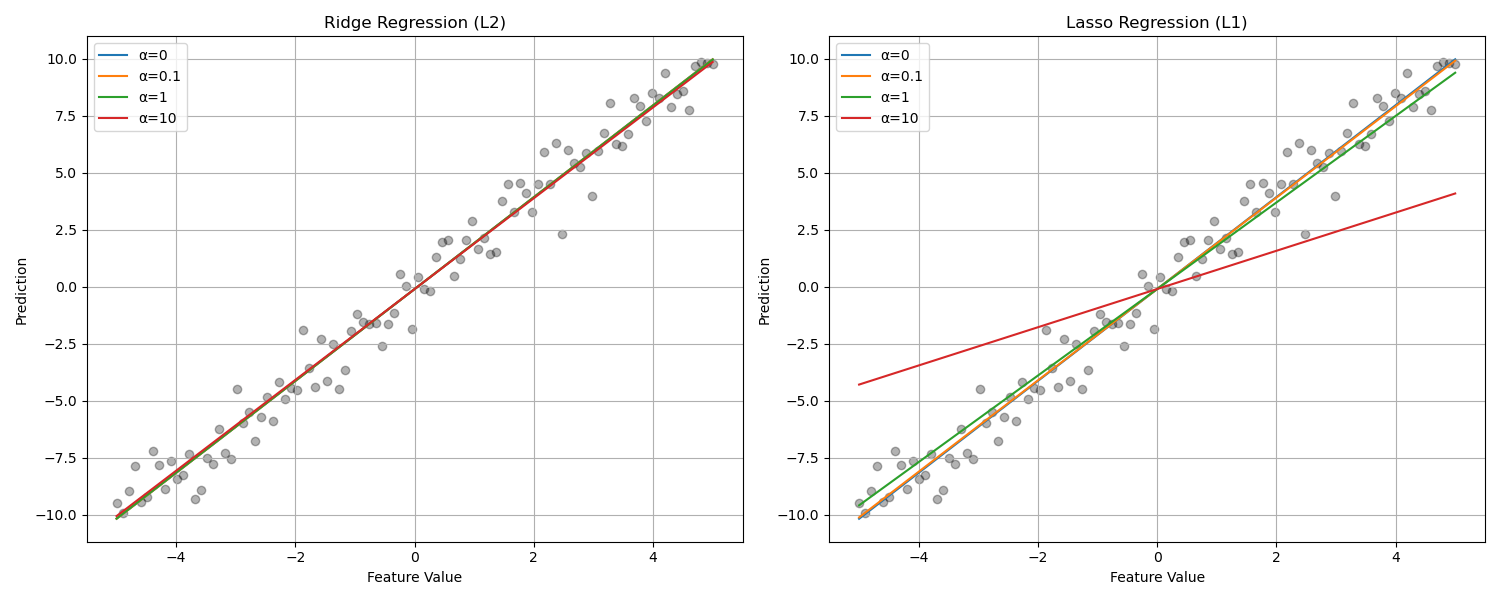 Ridge Regression (L2)
α=0
α=0.1
α=1
α=10
10.0
7.5
5.0
2.5
0.0
−2.5
−5.0
−7.5
−10.0
Prediction
−4
−2
0
2
4
Feature Value
Lasso Regression (L1)
α=0
α=0.1
α=1
α=10
10.0
7.5
5.0
2.5
0.0
−2.5
−5.0
−7.5
−10.0
Prediction
−4
−2
0
2
4
Feature Value